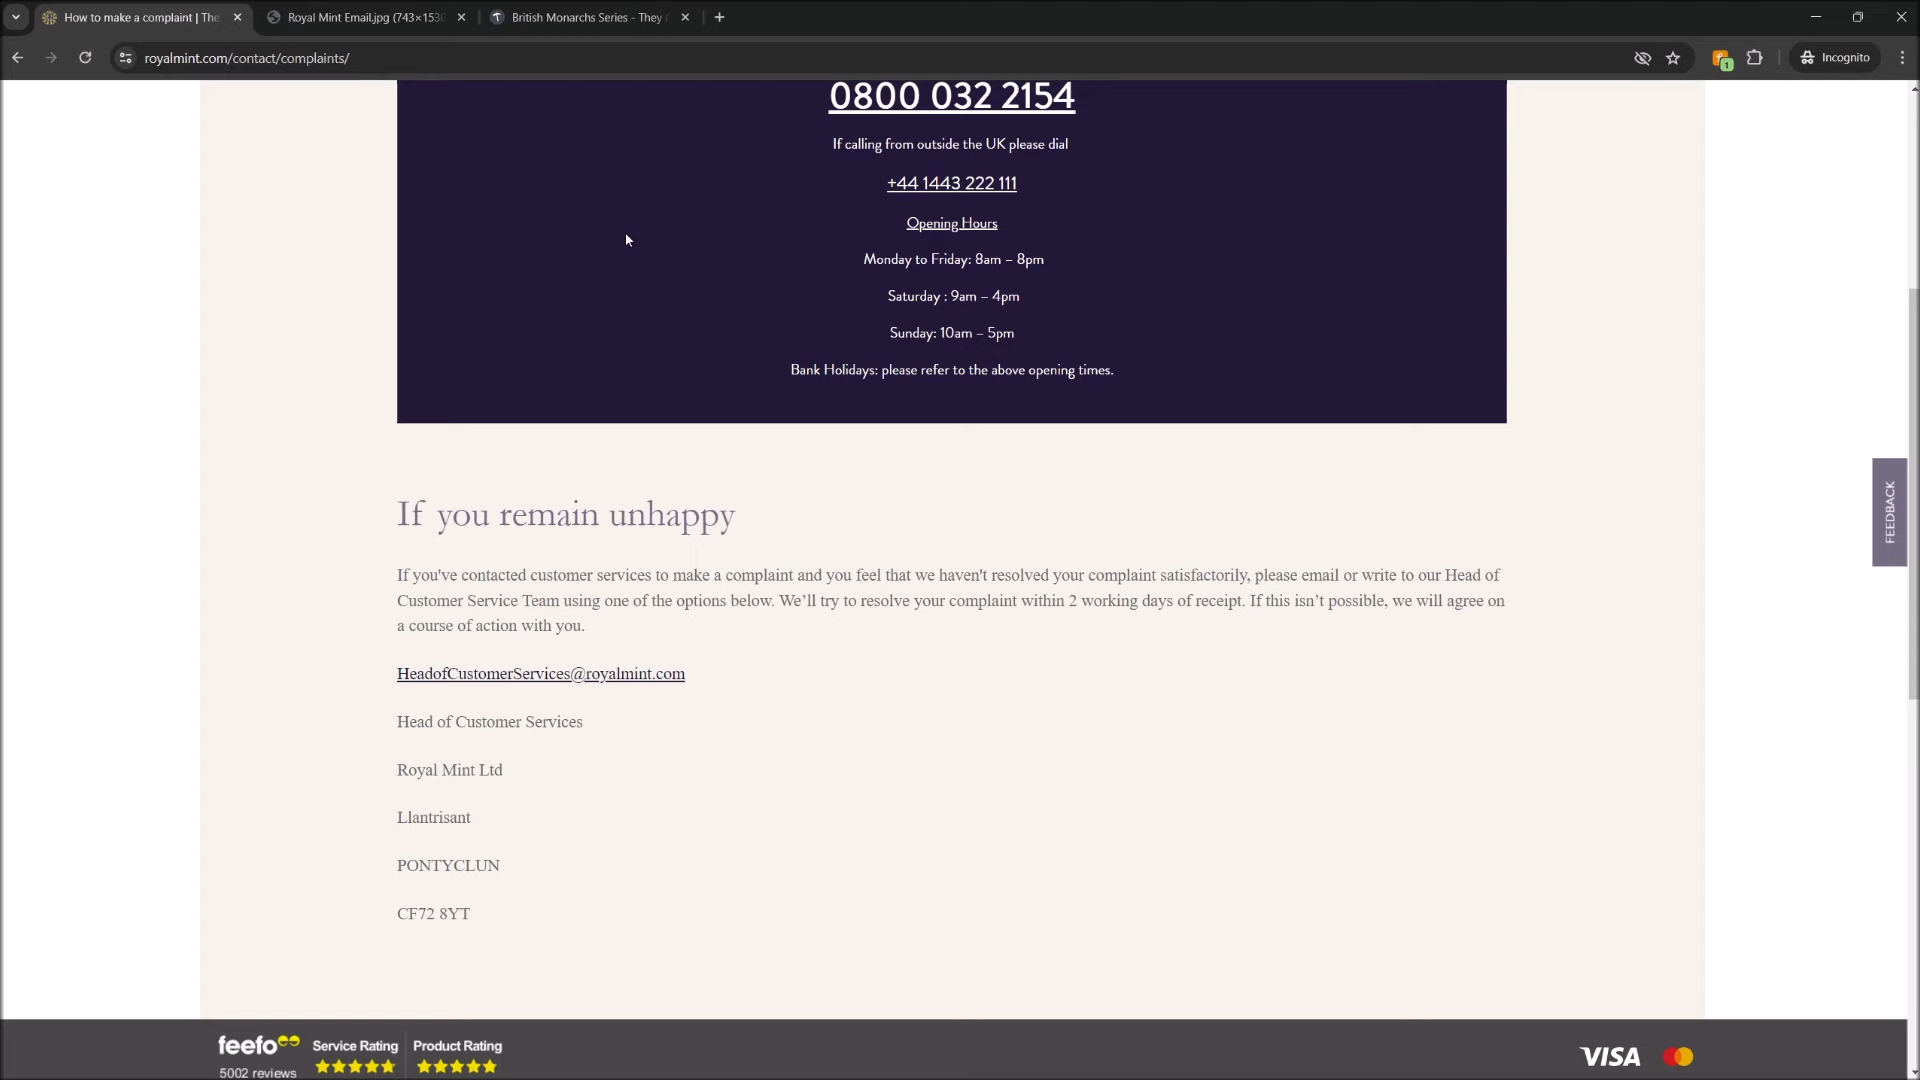 How to make a complaint | The
Royal Mint Email.jpg (743×153
British Monarchs Series - They
royalmint.com/contact/complaints/
1
Incognito
0800 032 2154
If calling from outside the UK please dial
+44 1443 222 111
Opening Hours
Monday to Friday: 8am – 8pm
Saturday : 9am – 4pm
Sunday: 10am – 5pm
Bank Holidays: please refer to the above opening times.
If you remain unhappy
If you've contacted customer services to make a complaint and you feel that we haven't resolved your complaint satisfactorily, please email or write to our Head of
Customer Service Team using one of the options below. We’ll try to resolve your complaint within 2 working days of receipt. If this isn’t possible, we will agree on
a course of action with you.
HeadofCustomerServices@royalmint.com
Head of Customer Services
Royal Mint Ltd
Llantrisant
PONTYCLUN
CF72 8YT
FEEDBACK
feefo
Service Rating
Product Rating
5002 reviews
VISA